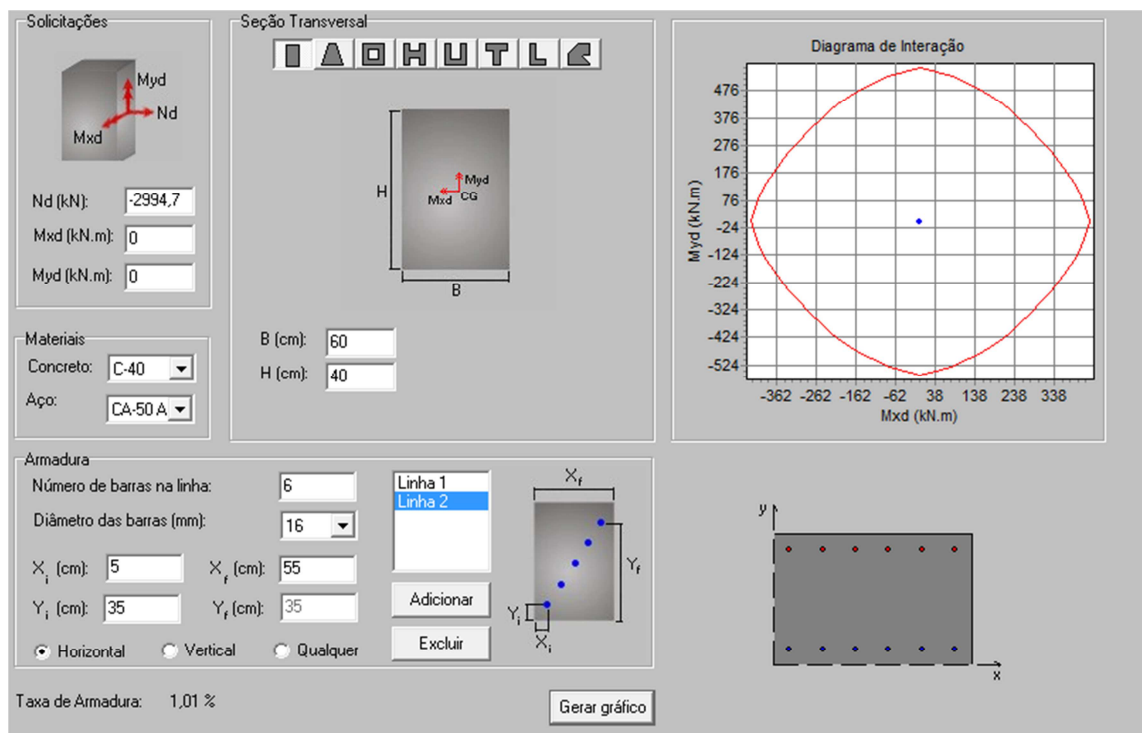 Solicitações
Myd
Nd
Mxd
Nd (kN): -2994,7
Mxd (kN.m): 0
Myd (kN.m): 0
Materiais
Concreto: C-40
Aço: CA-50 A
Seção Transversal
H
Myd
Mxd CG
B
B (cm): 60
H (cm): 40
Diagrama de Interação
Myd (kN.m)
476
376
276
176
76
-24
-124
-224
-324
-424
-524
-362 -262 -162 -62 38 138 238 338
Mxd (kN.m)
Armadura
Número de barras na linha: 6
Diâmetro das barras (mm): 16
Xi (cm): 5 Xf (cm): 55
Yi (cm): 35 Yf (cm): 35
Horizontal Vertical Qualquer
Linha 1
Linha 2
Adicionar
Excluir
Xf
Yf
Yi
Xi
y
x
Taxa de Armadura: 1,01 %
Gerar gráfico